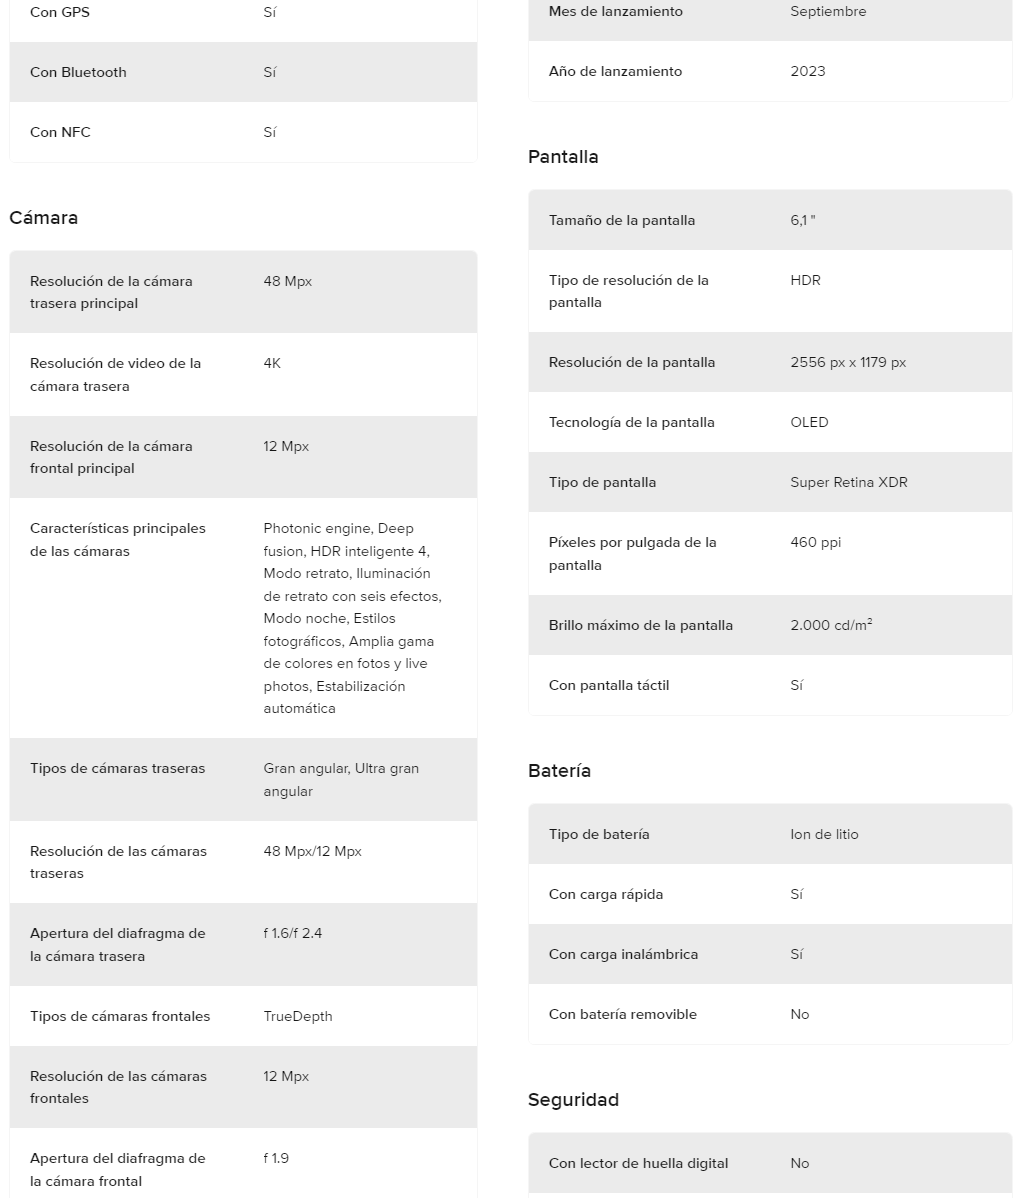 Con GPS
Sí
Con Bluetooth
Sí
Con NFC
Sí
Cámara
Resolución de la cámara
trasera principal
48 Mpx
Resolución de video de la
cámara trasera
4K
Resolución de la cámara
frontal principal
12 Mpx
Características principales
de las cámaras
Photonic engine, Deep
fusion, HDR inteligente 4,
Modo retrato, Iluminación
de retrato con seis efectos,
Modo noche, Estilos
fotográficos, Amplia gama
de colores en fotos y live
photos, Estabilización
automática
Tipos de cámaras traseras
Gran angular, Ultra gran
angular
Resolución de las cámaras
traseras
48 Mpx/12 Mpx
Apertura del diafragma de
la cámara trasera
f 1.6/f 2.4
Tipos de cámaras frontales
TrueDepth
Resolución de las cámaras
frontales
12 Mpx
Apertura del diafragma de
la cámara frontal
f 1.9
Mes de lanzamiento
Septiembre
Año de lanzamiento
2023
Pantalla
Tamaño de la pantalla
6,1 "
Tipo de resolución de la
pantalla
HDR
Resolución de la pantalla
2556 px x 1179 px
Tecnología de la pantalla
OLED
Tipo de pantalla
Super Retina XDR
Píxeles por pulgada de la
pantalla
460 ppi
Brillo máximo de la pantalla
2.000 cd/m²
Con pantalla táctil
Sí
Batería
Tipo de batería
Ion de litio
Con carga rápida
Sí
Con carga inalámbrica
Sí
Con batería removible
No
Seguridad
Con lector de huella digital
No